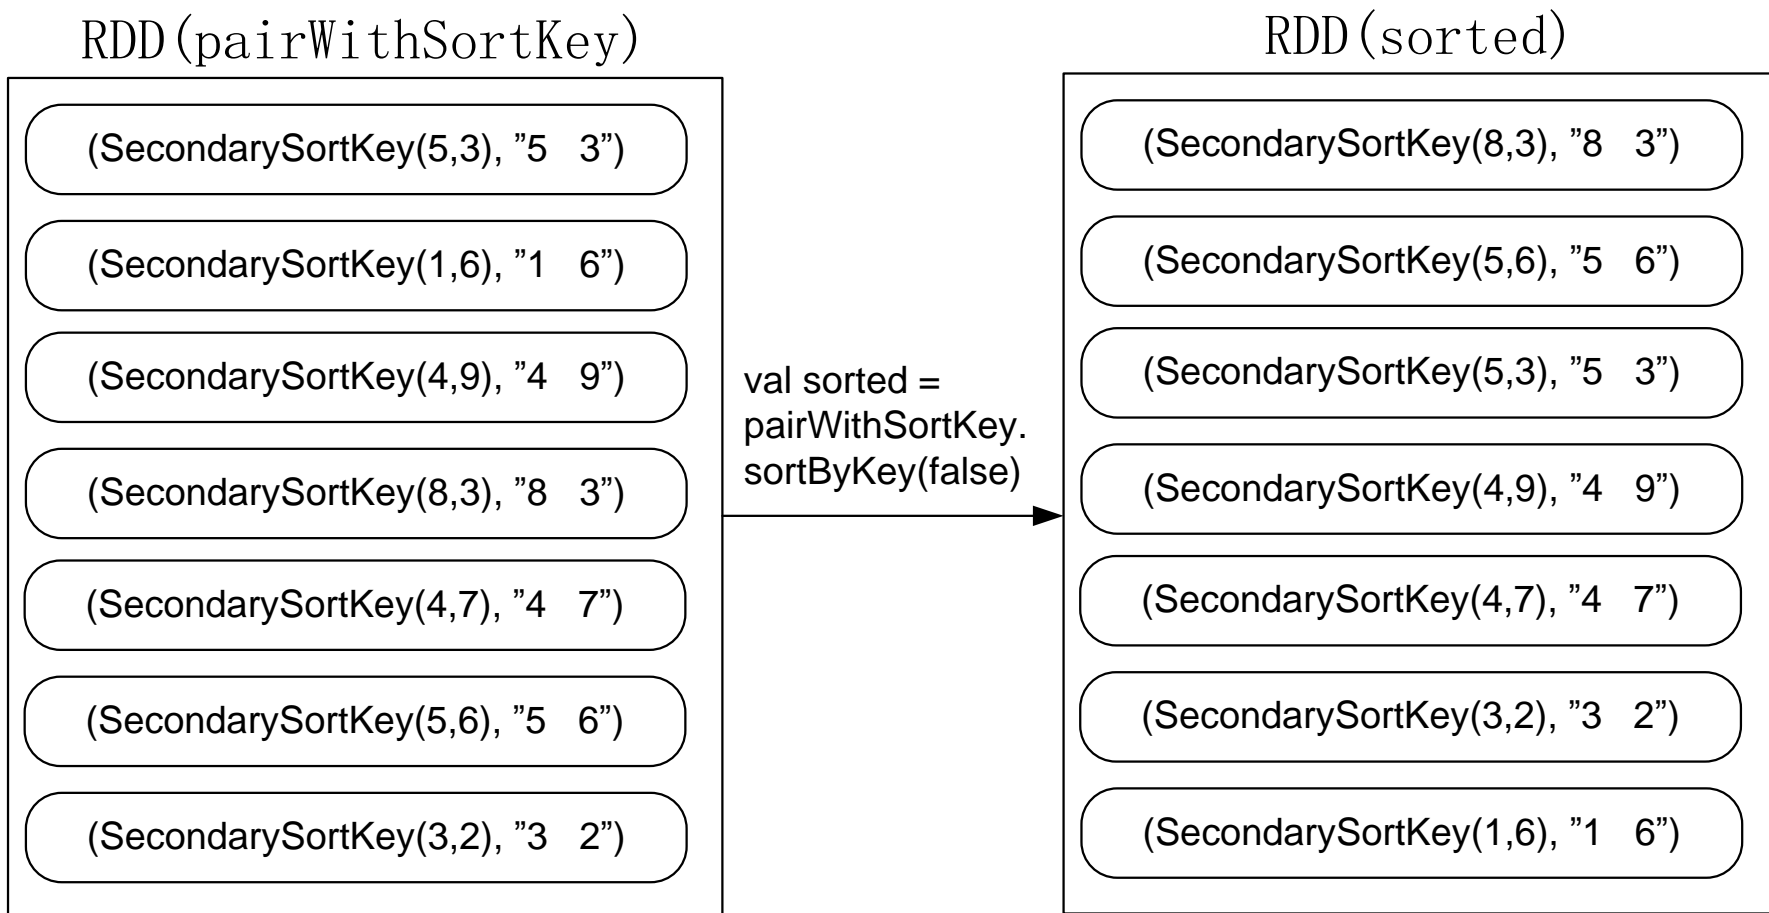 RDD(pairWithSortKey)
(SecondarySortKey(5,3), ”5   3”)
(SecondarySortKey(1,6), ”1   6”)
(SecondarySortKey(4,9), ”4   9”)
(SecondarySortKey(8,3), ”8   3”)
(SecondarySortKey(4,7), ”4   7”)
(SecondarySortKey(5,6), ”5   6”)
(SecondarySortKey(3,2), ”3   2”)
val sorted =
pairWithSortKey.
sortByKey(false)
RDD(sorted)
(SecondarySortKey(8,3), ”8   3”)
(SecondarySortKey(5,6), ”5   6”)
(SecondarySortKey(5,3), ”5   3”)
(SecondarySortKey(4,9), ”4   9”)
(SecondarySortKey(4,7), ”4   7”)
(SecondarySortKey(3,2), ”3   2”)
(SecondarySortKey(1,6), ”1   6”)